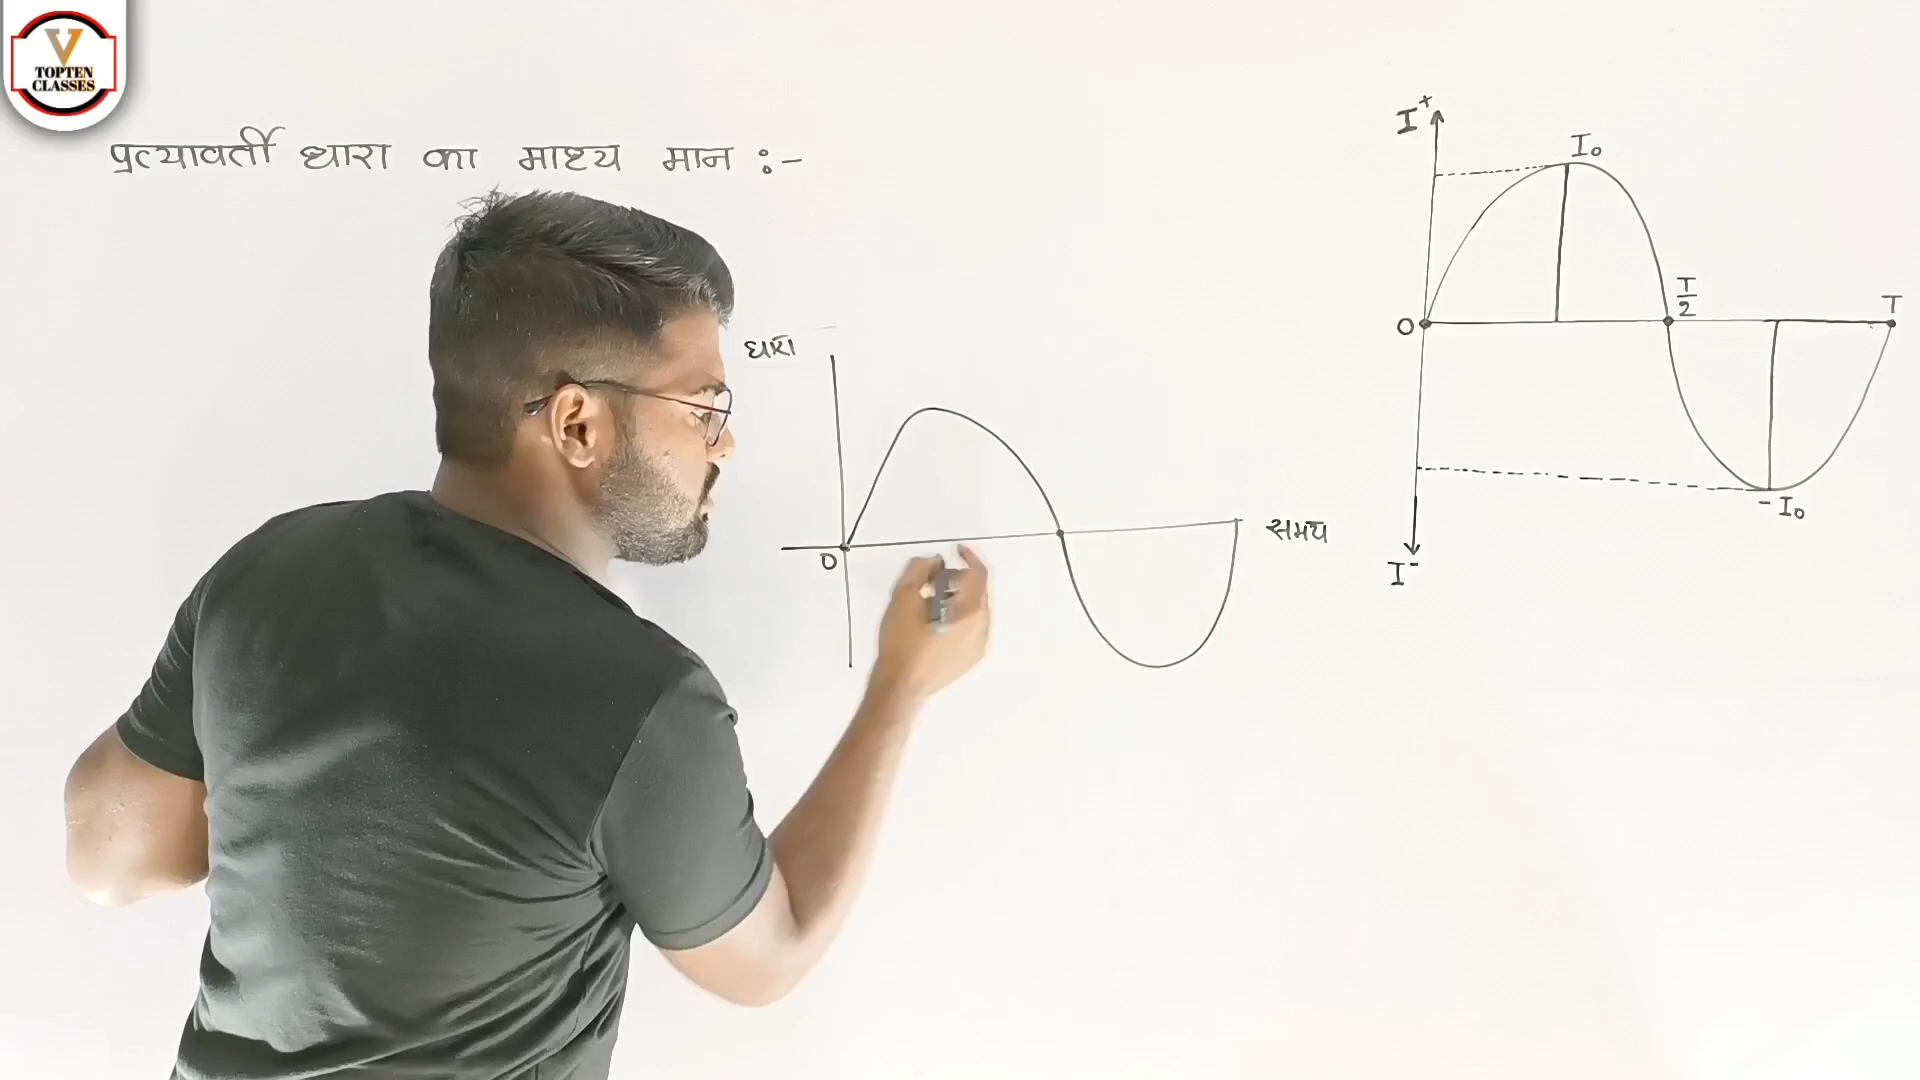 V
TOPTEN
CLASSES
प्रत्यावर्ती धारा का माध्य मान :-
धारा
0
समय
I⁺
I₀
0
T/2
T
-I₀
I⁻